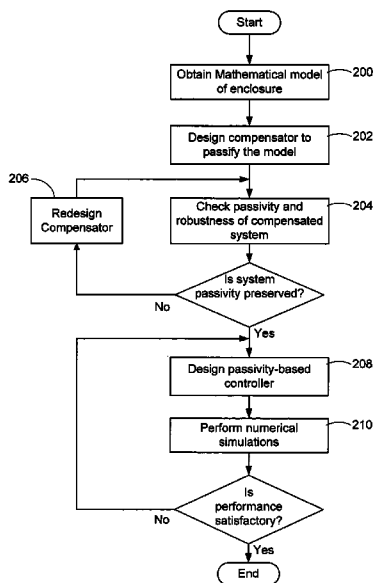 Start
Obtain Mathematical model
of enclosure
200
Design compensator to
passify the model
202
206
Redesign
Compensator
Check passivity and
robustness of compensated
system
204
Is system
passivity preserved?
No
Yes
Design passivity-based
controller
208
Perform numerical
simulations
210
Is
performance
satisfactory?
No
Yes
End